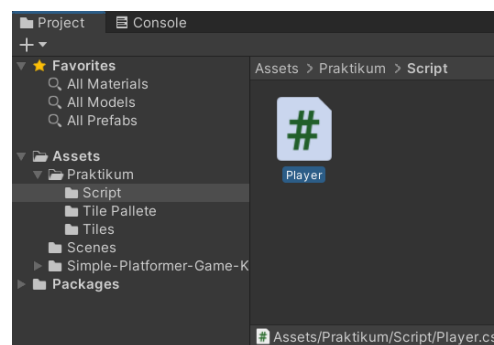 Project Console
+
Favorites
All Materials
All Models
All Prefabs
Assets
Praktikum
Script
Tile Pallete
Tiles
Scenes
Simple-Platformer-Game-K
Packages
Assets > Praktikum > Script
#
Player
# Assets/Praktikum/Script/Player.cs